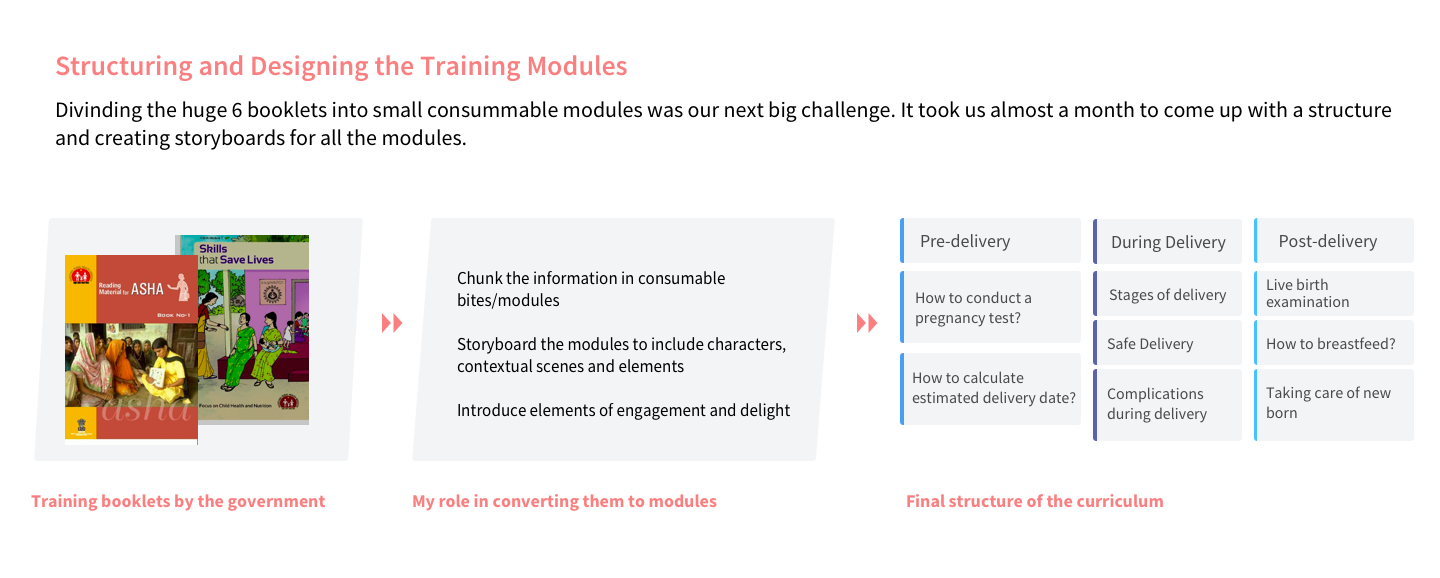 Structuring and Designing the Training Modules
Divinding the huge 6 booklets into small consummable modules was our next big challenge. It took us almost a month to come up with a structure
and creating storyboards for all the modules.
Skills
that Save Lives
Reading
Material for ASHA
Book No-1
asha
Focus on Child Health and Nutrition
Chunk the information in consumable
bites/modules
Storyboard the modules to include characters,
contextual scenes and elements
Introduce elements of engagement and delight
Pre-delivery
How to conduct a
pregnancy test?
How to calculate
estimated delivery date?
During Delivery
Stages of delivery
Safe Delivery
Complications
during delivery
Post-delivery
Live birth
examination
How to breastfeed?
Taking care of new
born
Training booklets by the government
My role in converting them to modules
Final structure of the curriculum